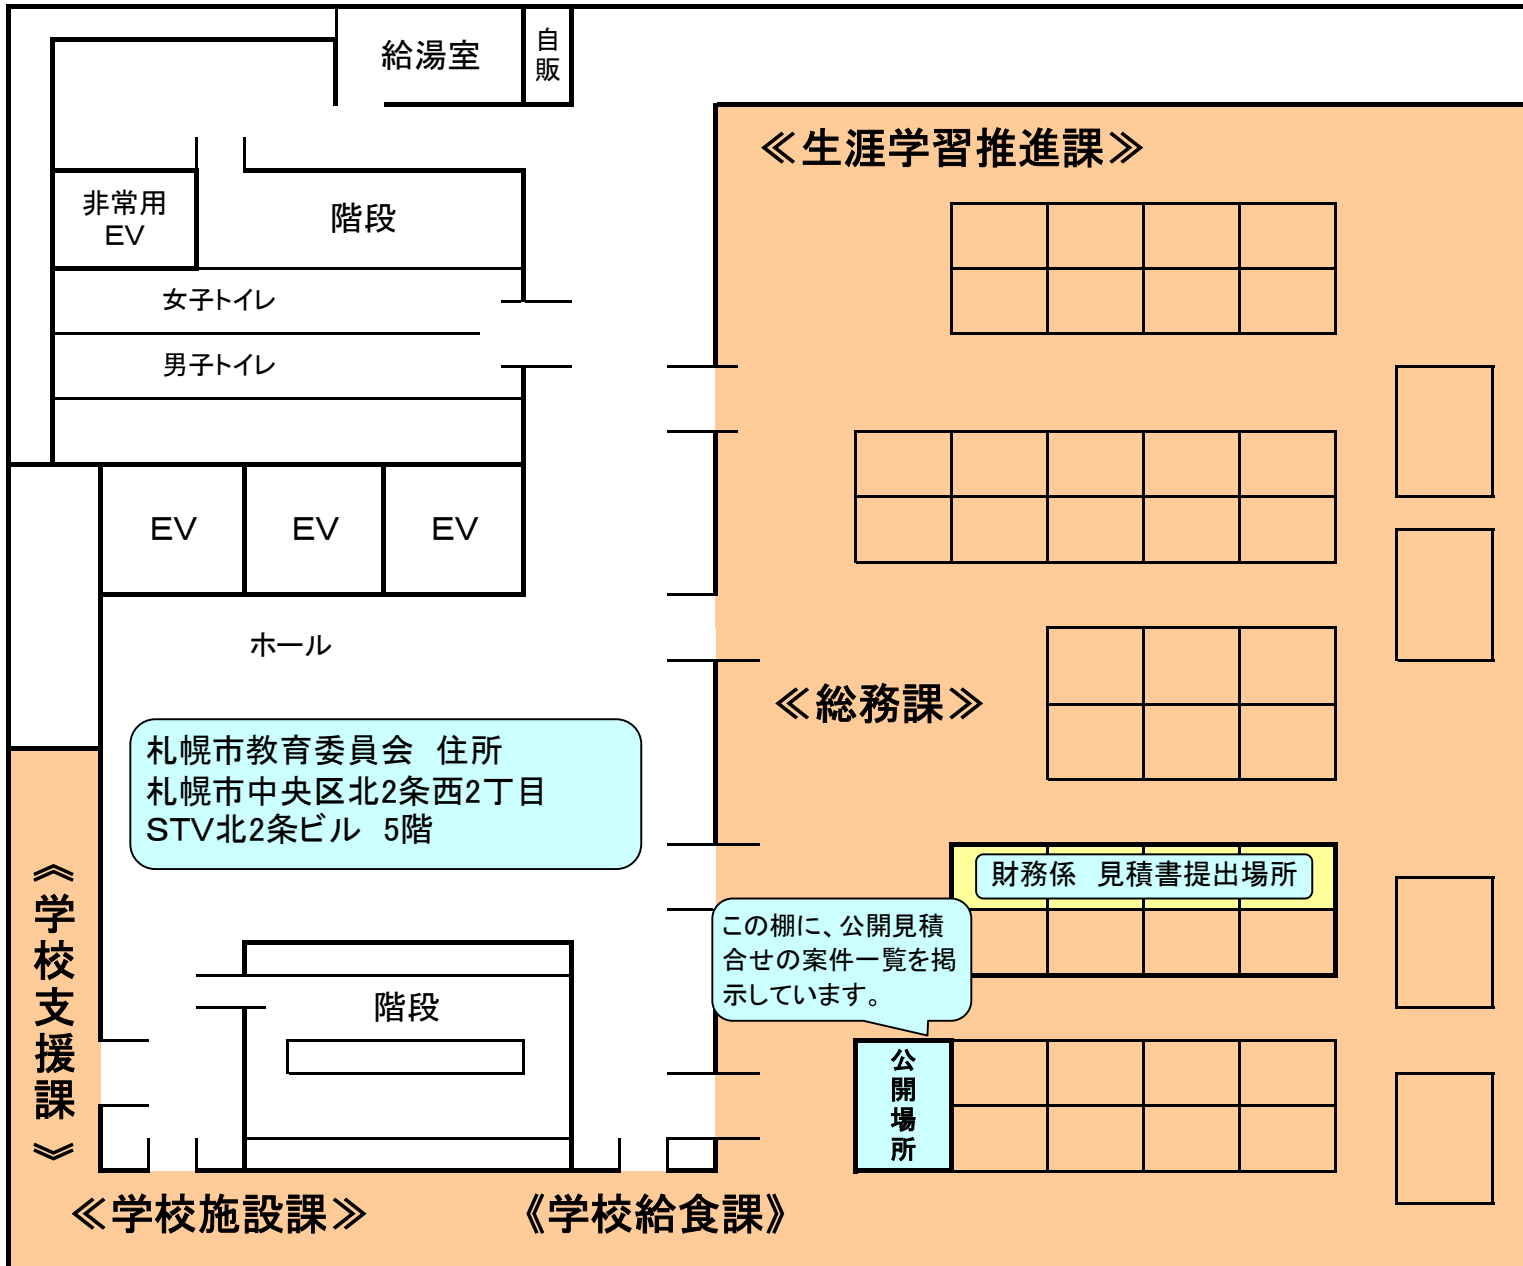 給湯室
自
販
≪生涯学習推進課≫
非常用
ＥＶ
階段
女子トイレ
男子トイレ
ＥＶ
ＥＶ
ＥＶ
ホール
≪総務課≫
札幌市教育委員会　住所
札幌市中央区北2条西2丁目
ＳＴＶ北2条ビル　5階
財務係　見積書提出場所
この棚に、公開見積
合せの案件一覧を掲
示しています。
《学校支援課》
階段
公開場所
≪学校施設課≫
《学校給食課》